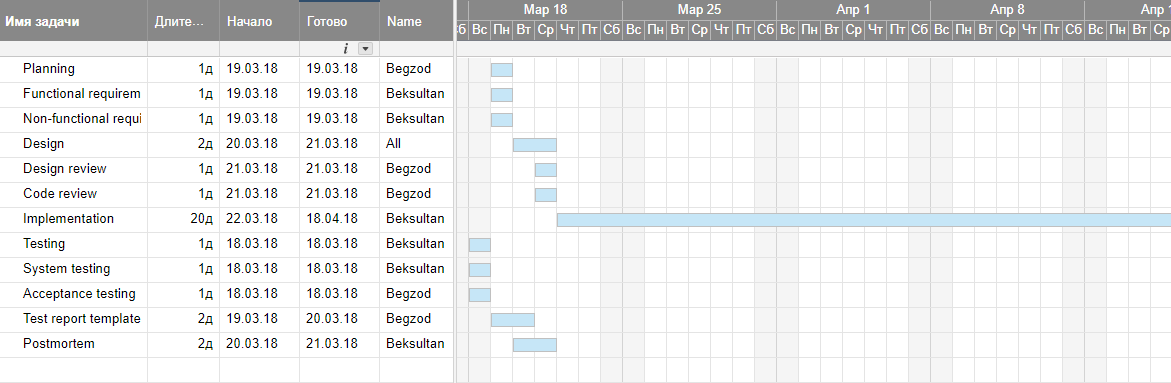 Имя задачи Длите... Начало Готово Name Мар 18 Мар 25 Апр 1 Апр 8 Апр
Сб Вс Пн Вт Ср Чт Пт Сб Вс Пн Вт Ср Чт Пт Сб Вс Пн Вт Ср Чт Пт Сб Вс Пн Вт Ср Чт Пт Сб Вс Пн Вт Ср
i
Planning 1д 19.03.18 19.03.18 Begzod
Functional requirem 1д 19.03.18 19.03.18 Beksultan
Non-functional requi 1д 19.03.18 19.03.18 Beksultan
Design 2д 20.03.18 21.03.18 All
Design review 1д 21.03.18 21.03.18 Begzod
Code review 1д 21.03.18 21.03.18 Begzod
Implementation 20д 22.03.18 18.04.18 Beksultan
Testing 1д 18.03.18 18.03.18 Beksultan
System testing 1д 18.03.18 18.03.18 Beksultan
Acceptance testing 1д 18.03.18 18.03.18 Begzod
Test report template 2д 19.03.18 20.03.18 Begzod
Postmortem 2д 20.03.18 21.03.18 Beksultan